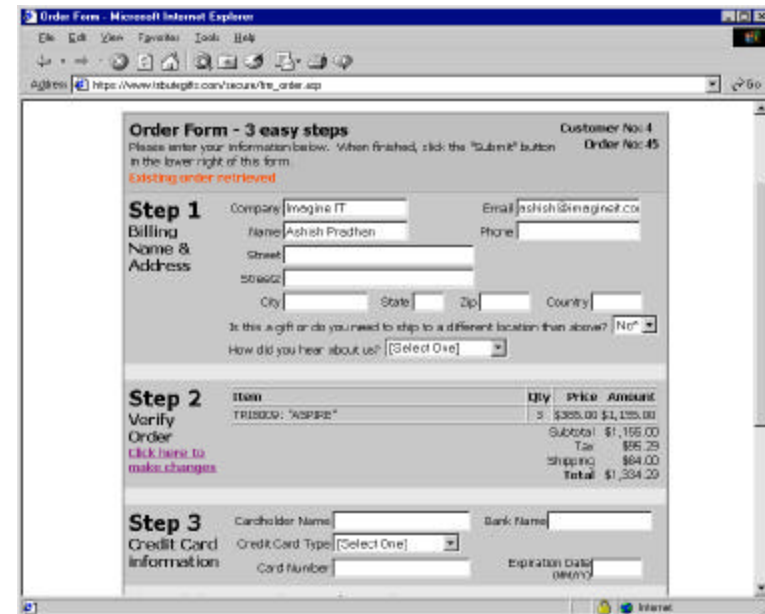 Order Form - Microsoft Internet Explorer
File Edit View Favorites Tools Help
Address https://www.tributegifts.com/secure/frm_order.asp Go
Order Form - 3 easy steps Customer No: 4
Please enter your information below. When finished, click the "Submit" button Order No: 45
in the lower right of this form.
Existing order retrieved
Step 1 Company Imagine IT Email ashish@imagineit.co
Billing Name Ashish Pradhan Phone
Name & Street
Address Street2
City State Zip Country
Is this a gift or do you need to ship to a different location than above? No*
How did you hear about us? [Select One]
Step 2 Item Qty Price Amount
Verify TRIS009: "ASPIRE" 3 $385.00 $1,155.00
Order Subtotal $1,155.00
Click here to Tax $95.29
make changes Shipping $84.00
Total $1,334.29
Step 3 Cardholder Name Bank Name
Credit Card Credit Card Type [Select One]
Information Card Number Expiration Date
(MM/YY)
Internet